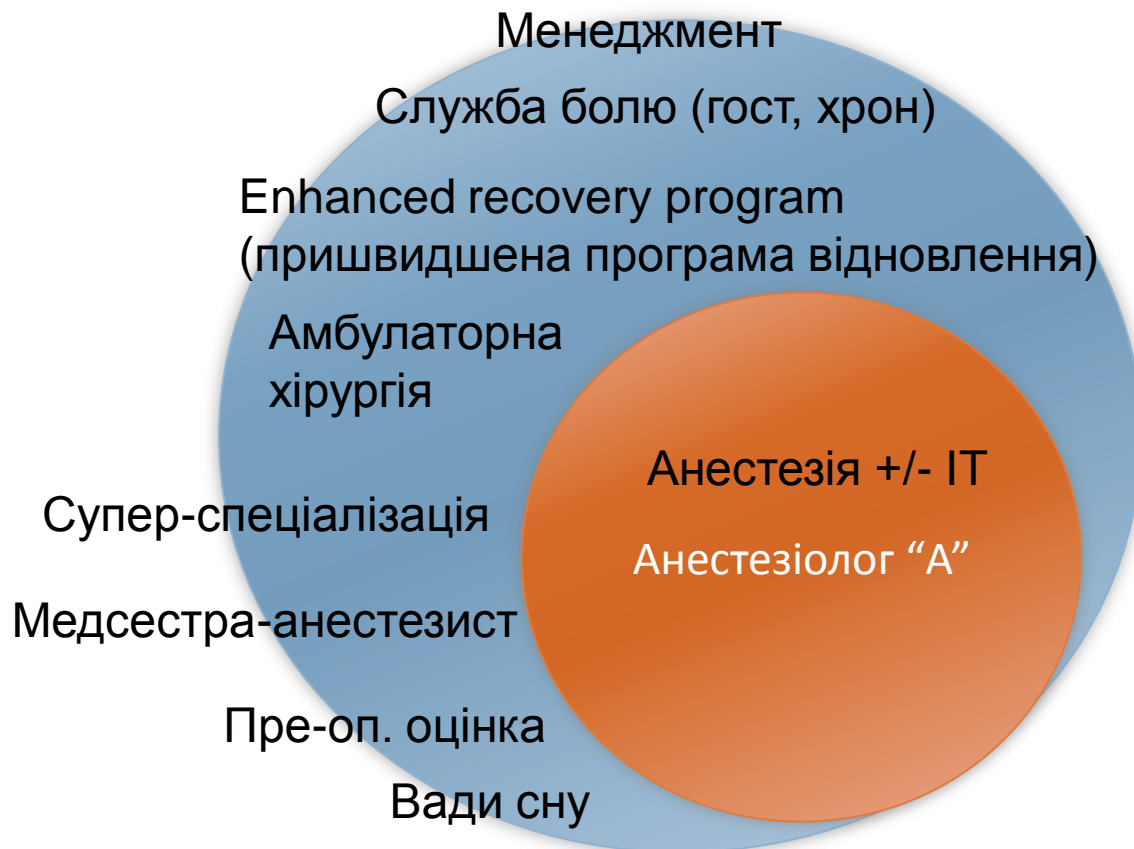 Менеджмент
Служба болю (гост, хрон)
Enhanced recovery program
(пришвидшена програма відновлення)
Амбулаторна
хірургія
Анестезія +/- ІТ
Супер-спеціалізація
Анестезіолог “А”
Медсестра-анестезист
Пре-оп. оцінка
Вади сну